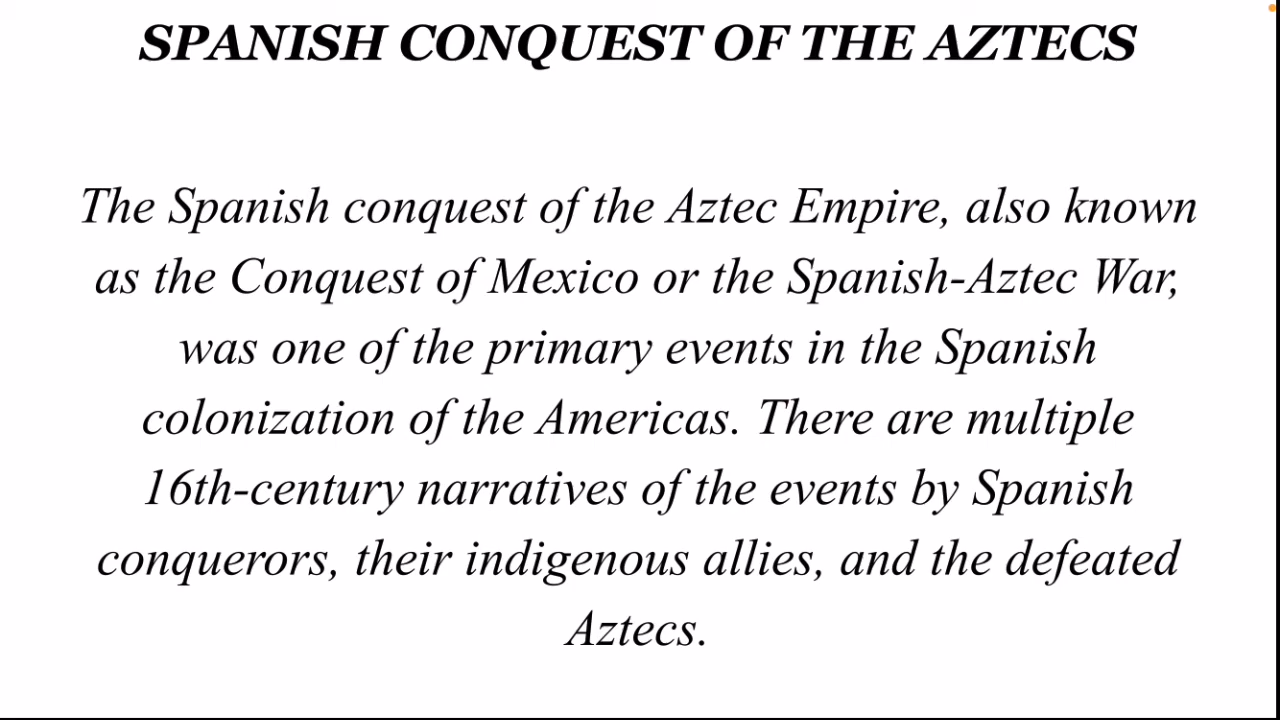 SPANISH CONQUEST OF THE AZTECS
The Spanish conquest of the Aztec Empire, also known
as the Conquest of Mexico or the Spanish-Aztec War,
was one of the primary events in the Spanish
colonization of the Americas. There are multiple
16th-century narratives of the events by Spanish
conquerors, their indigenous allies, and the defeated
Aztecs.